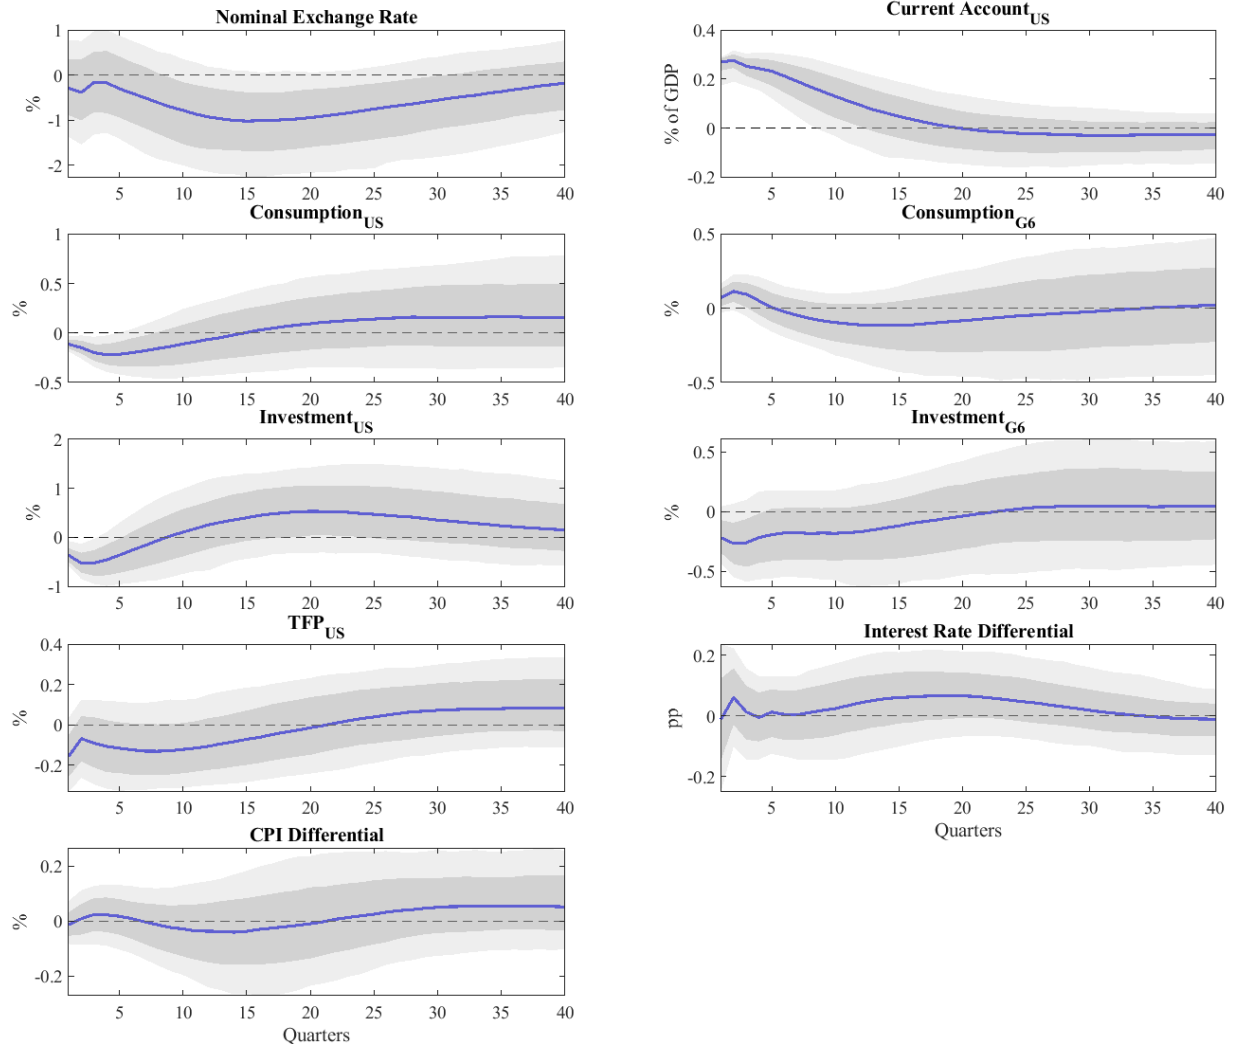 Nominal Exchange Rate
1
0
-1
-2
%
5 10 15 20 25 30 35 40
Current Account_US
0.4
0.2
0
-0.2
% of GDP
5 10 15 20 25 30 35 40
Consumption_US
1
0.5
0
-0.5
%
5 10 15 20 25 30 35 40
Consumption_G6
0.5
0
-0.5
%
5 10 15 20 25 30 35 40
Investment_US
2
1
0
-1
%
5 10 15 20 25 30 35 40
Investment_G6
0.5
0
-0.5
%
5 10 15 20 25 30 35 40
TFP_US
0.4
0.2
0
-0.2
%
5 10 15 20 25 30 35 40
Interest Rate Differential
0.2
0
-0.2
pp
5 10 15 20 25 30 35 40
Quarters
CPI Differential
0.2
0
-0.2
%
5 10 15 20 25 30 35 40
Quarters